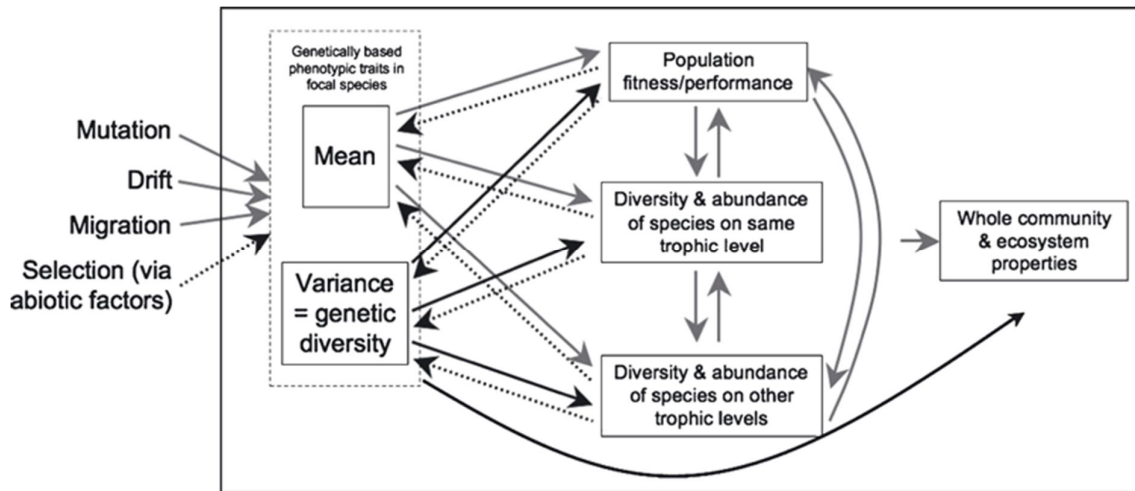 Genetically based
phenotypic traits in
focal species
Mean
Variance
= genetic
diversity
Mutation
Drift
Migration
Selection (via
abiotic factors)
Population
fitness/performance
Diversity & abundance
of species on same
trophic level
Diversity & abundance
of species on other
trophic levels
Whole community
& ecosystem
properties